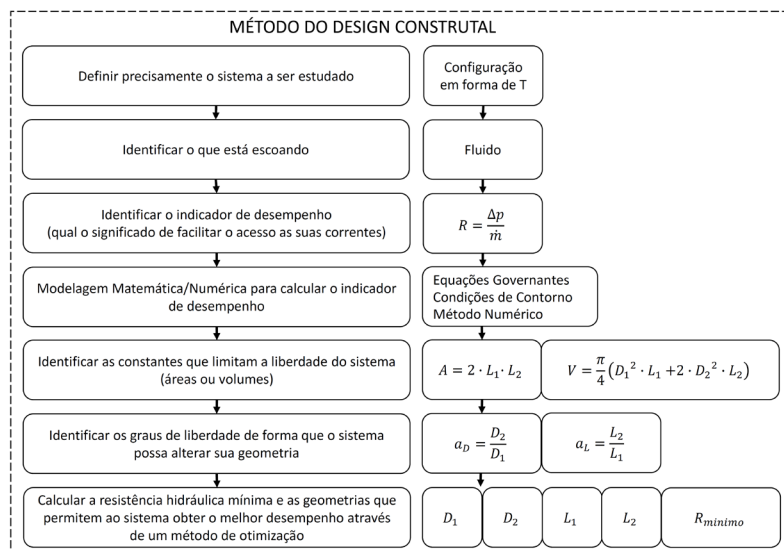 MÉTODO DO DESIGN CONSTRUTAL
Definir precisamente o sistema a ser estudado
Configuração
em forma de T
Identificar o que está escoando
Fluido
Identificar o indicador de desempenho
(qual o significado de facilitar o acesso as suas correntes)
R = Δp/ṁ
Modelagem Matemática/Numérica para calcular o indicador
de desempenho
Equações Governantes
Condições de Contorno
Método Numérico
Identificar as constantes que limitam a liberdade do sistema
(áreas ou volumes)
A = 2 · L₁ · L₂
V = π/4 (D₁² · L₁ + 2 · D₂² · L₂)
Identificar os graus de liberdade de forma que o sistema
possa alterar sua geometria
a_D = D₂/D₁
a_L = L₂/L₁
Calcular a resistência hidráulica mínima e as geometrias que
permitem ao sistema obter o melhor desempenho através
de um método de otimização
D₁
D₂
L₁
L₂
R_minimo